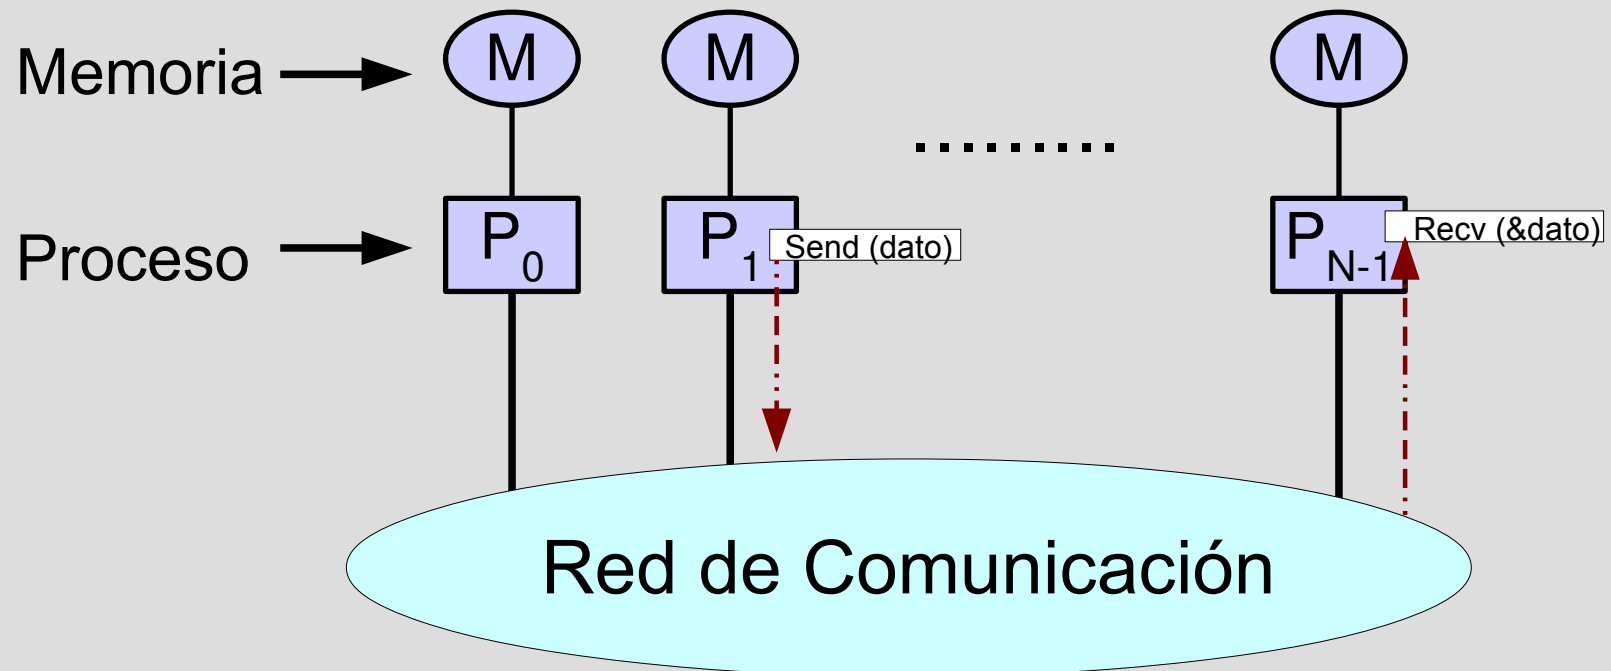 Memoria M M M
Proceso P0 P1 Send (dato) PN-1 Recv (&dato)
Red de Comunicación